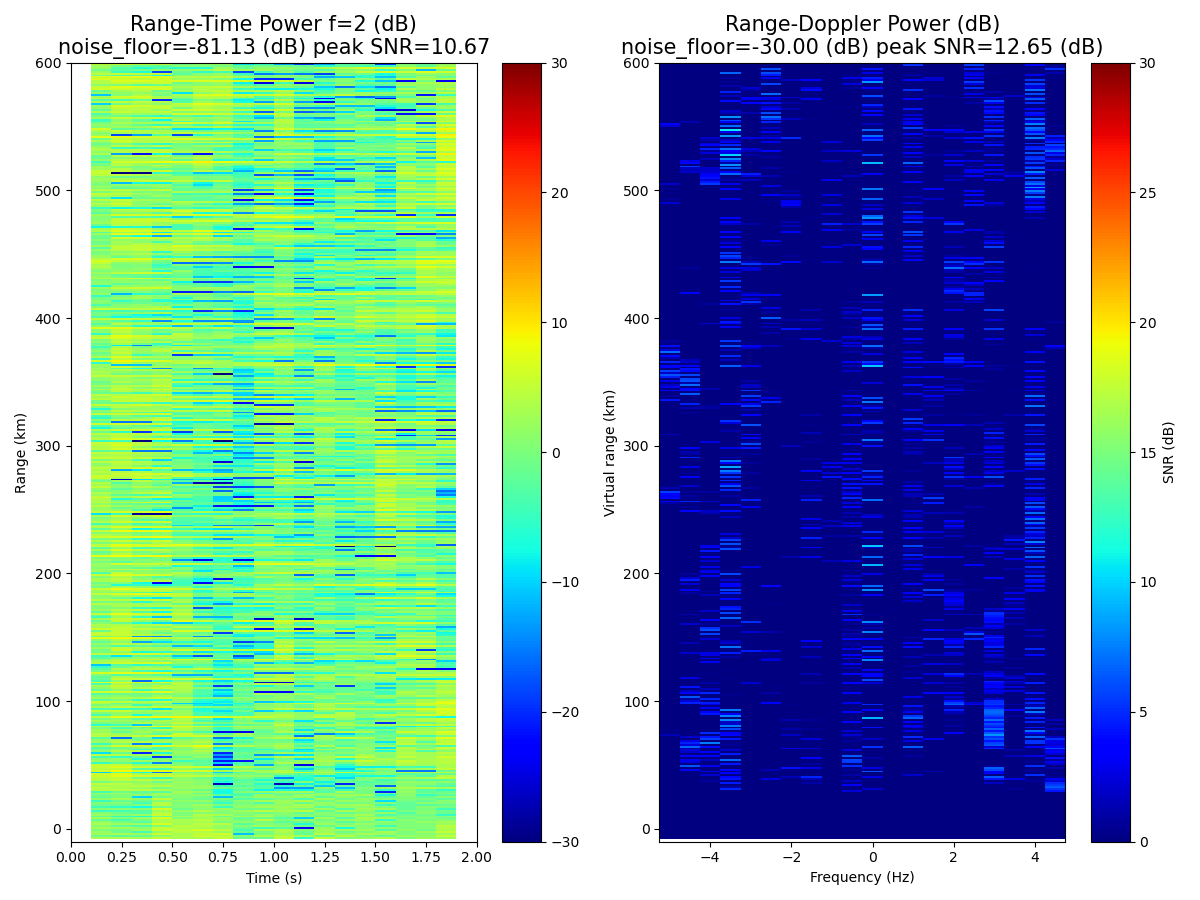 Range-Time Power f=2 (dB)
noise_floor=-81.13 (dB) peak SNR=10.67
Range (km)
600
500
400
300
200
100
0
0.00 0.25 0.50 0.75 1.00 1.25 1.50 1.75 2.00
Time (s)
30
20
10
0
−10
−20
−30
Range-Doppler Power (dB)
noise_floor=-30.00 (dB) peak SNR=12.65 (dB)
Virtual range (km)
600
500
400
300
200
100
0
−4 −2 0 2 4
Frequency (Hz)
30
25
20
15
10
5
0
SNR (dB)